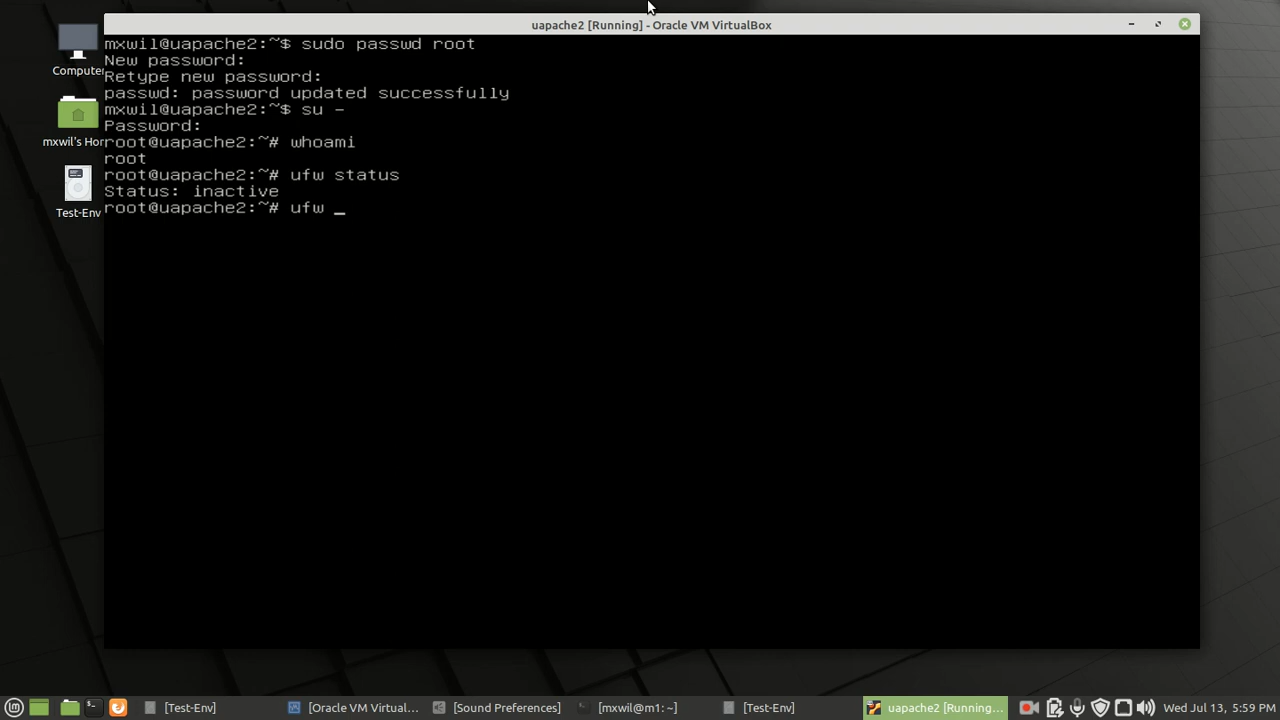 uapache2 [Running] - Oracle VM VirtualBox
Computer
mxwil's Hom
Test-Env
mxwil@uapache2:~$ sudo passwd root
New password:
Retype new password:
passwd: password updated successfully
mxwil@uapache2:~$ su -
Password:
root@uapache2:~# whoami
root
root@uapache2:~# ufw status
Status: inactive
root@uapache2:~# ufw _
[Test-Env]
[Oracle VM Virtual...
[Sound Preferences]
[mxwil@m1: ~]
[Test-Env]
uapache2 [Running...
Wed Jul 13, 5:59 PM